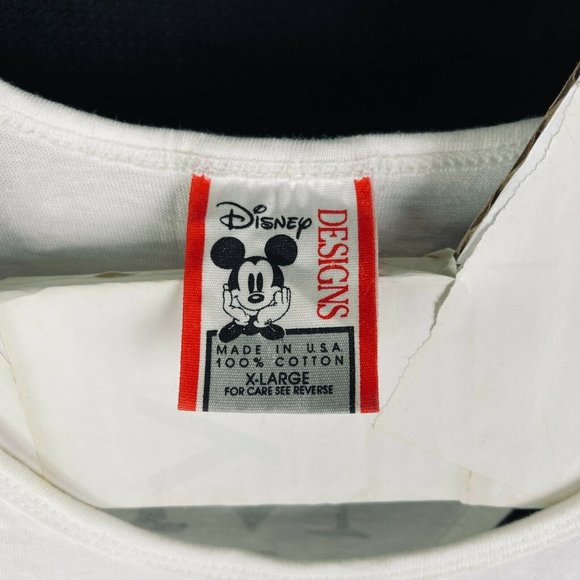 Disney
DESIGNS
MADE IN U.S.A.
100% COTTON
X-LARGE
FOR CARE SEE REVERSE